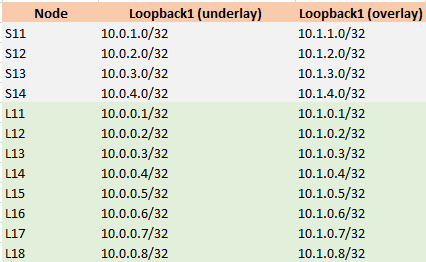 Node Loopback1 (underlay) Loopback1 (overlay)
S11 10.0.1.0/32 10.1.1.0/32
S12 10.0.2.0/32 10.1.2.0/32
S13 10.0.3.0/32 10.1.3.0/32
S14 10.0.4.0/32 10.1.4.0/32
L11 10.0.0.1/32 10.1.0.1/32
L12 10.0.0.2/32 10.1.0.2/32
L13 10.0.0.3/32 10.1.0.3/32
L14 10.0.0.4/32 10.1.0.4/32
L15 10.0.0.5/32 10.1.0.5/32
L16 10.0.0.6/32 10.1.0.6/32
L17 10.0.0.7/32 10.1.0.7/32
L18 10.0.0.8/32 10.1.0.8/32